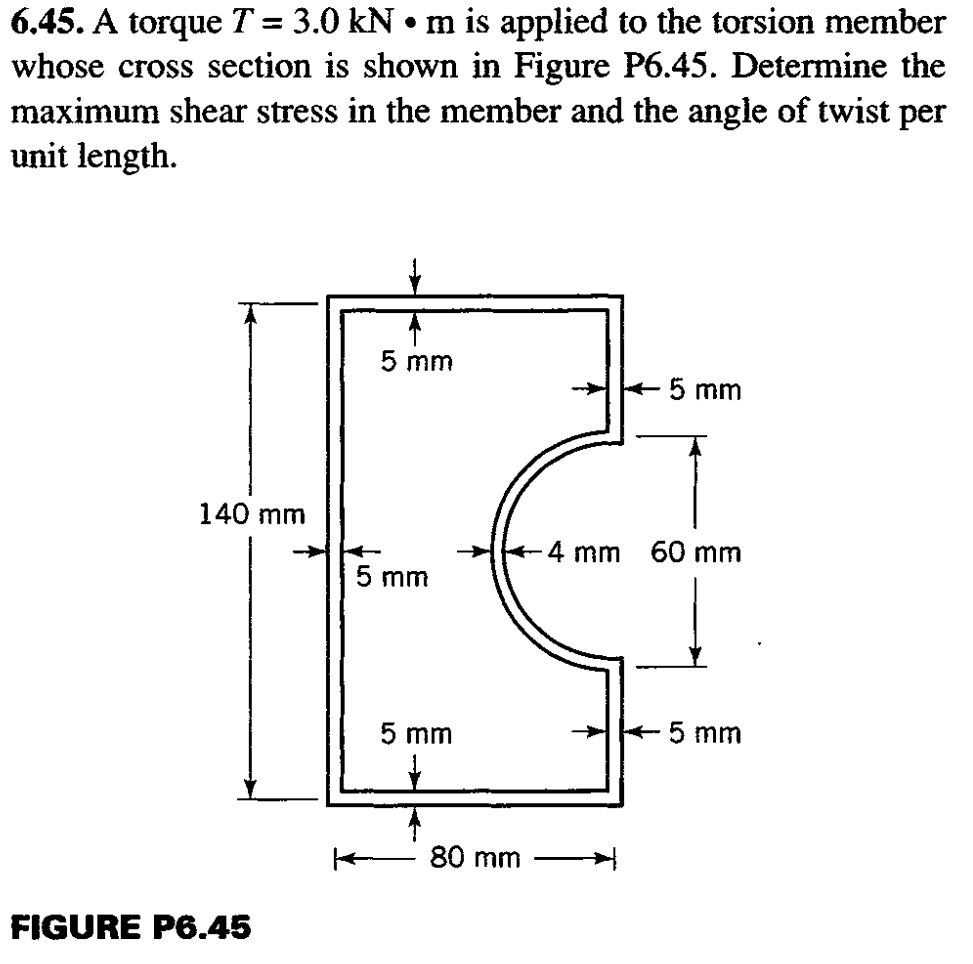 6.45. A torque T = 3.0 kN • m is applied to the torsion member
whose cross section is shown in Figure P6.45. Determine the
maximum shear stress in the member and the angle of twist per
unit length.
5 mm
5 mm
140 mm
5 mm
4 mm
60 mm
5 mm
5 mm
80 mm
FIGURE P6.45